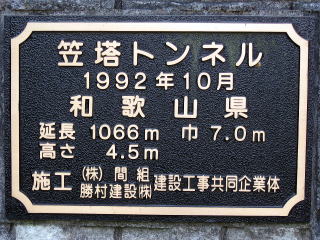 笠塔トンネル
1992年10月
和歌山県
延長 1066m 巾 7.0m
高さ 4.5m
施工 (株)間組 勝村建設(株) 建設工事共同企業体